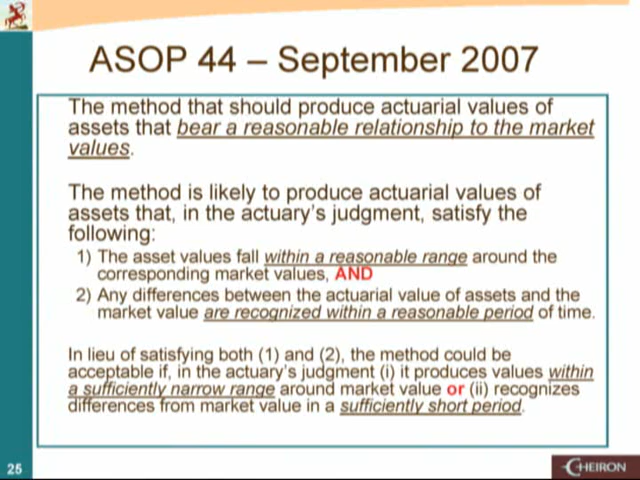 ASOP 44 – September 2007
The method that should produce actuarial values of
assets that bear a reasonable relationship to the market
values.
The method is likely to produce actuarial values of
assets that, in the actuary's judgment, satisfy the
following:
1) The asset values fall within a reasonable range around the
corresponding market values, AND
2) Any differences between the actuarial value of assets and the
market value are recognized within a reasonable period of time.
In lieu of satisfying both (1) and (2), the method could be
acceptable if, in the actuary's judgment (i) it produces values within
a sufficiently narrow range around market value or (ii) recognizes
differences from market value in a sufficiently short period.
25
CHEIRON